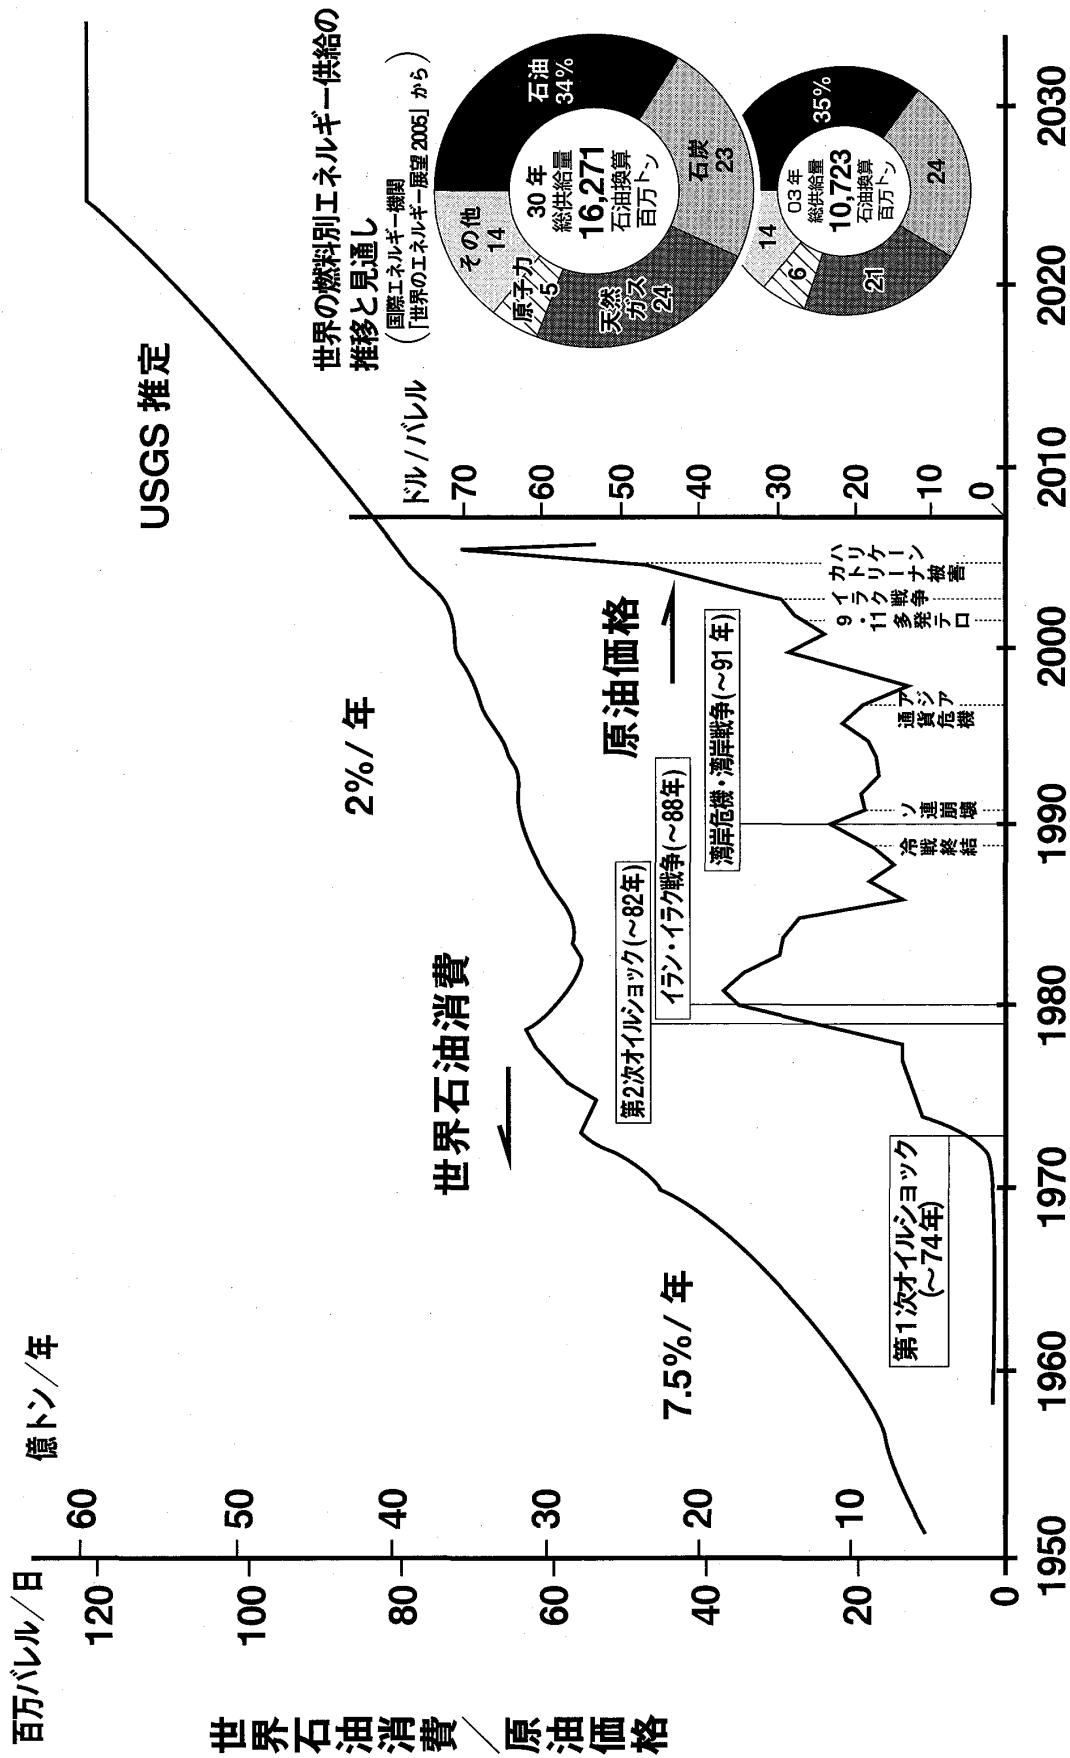 世界石油消費／原油価格
百万バレル／日
億トン／年
120
100
80
60
40
20
0
60
50
40
30
20
10
1950
1960
1970
1980
1990
2000
2010
2020
2030
7.5%/年
2%/年
USGS 推定
世界石油消費
原油価格
第1次オイルショック
(～74年)
第2次オイルショック(～82年)
イラン・イラク戦争(～88年)
湾岸危機・湾岸戦争(～91 年)
冷戦終結
ソ連崩壊
アジア
通貨危機
9・11多発テロ
イラク戦争
ハリケーン
カトリーナ被害
ドル/バレル
70
60
50
40
30
20
10
0
世界の燃料別エネルギー供給の
推移と見通し
(国際エネルギー機関
「世界のエネルギー展望 2005」から)
30 年
総供給量
16,271
石油換算
百万トン
石油
34%
石炭
23
天然
ガス
24
原子力
5
その他
14
03 年
総供給量
10,723
石油換算
百万トン
35%
24
21
6
14